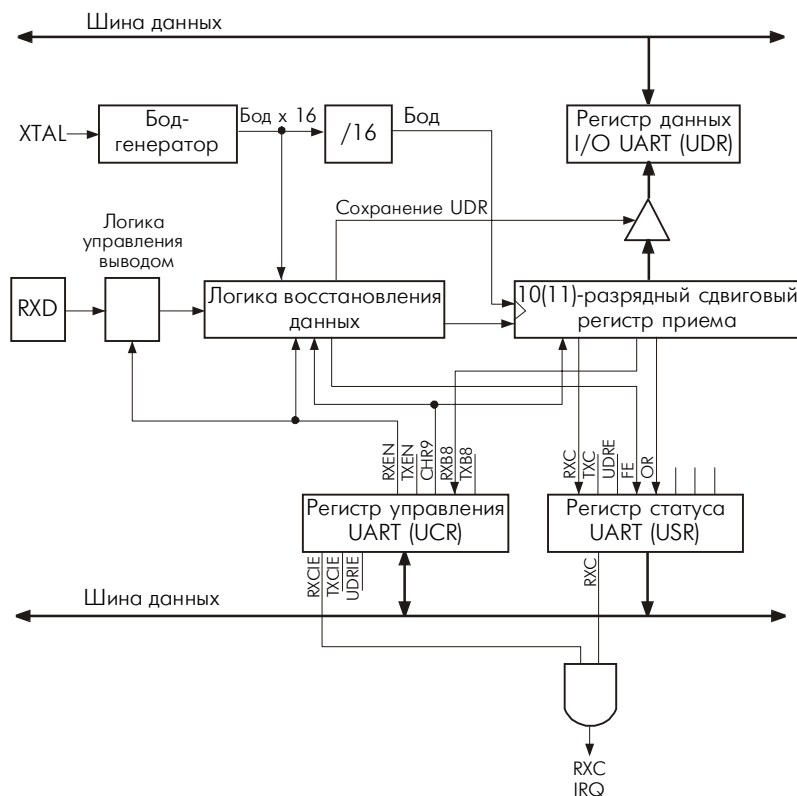 Шина данных
XTAL
Бод-
генератор
Бод x 16
/16
Бод
Регистр данных
I/O UART (UDR)
Сохранение UDR
Логика
управления
выводом
RXD
Логика восстановления
данных
10(11)-разрядный сдвиговый
регистр приема
RXEN
TXEN
CHR9
RXB8
TXB8
RXC
TXC
UDRE
FE
OR
Регистр управления
UART (UCR)
Регистр статуса
UART (USR)
RXCIE
TXCIE
UDRIE
RXC
Шина данных
RXC
IRQ